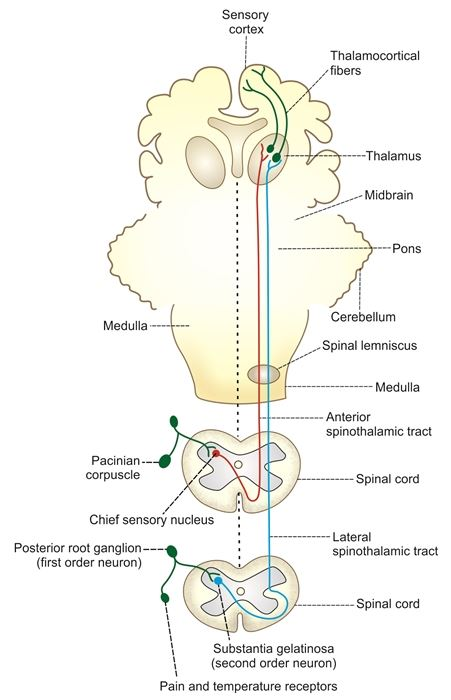 Sensory
cortex
Thalamocortical
fibers
Thalamus
Midbrain
Pons
Cerebellum
Medulla
Spinal lemniscus
Medulla
Anterior
spinothalamic tract
Pacinian
corpuscle
Spinal cord
Chief sensory nucleus
Lateral
spinothalamic tract
Posterior root ganglion
(first order neuron)
Spinal cord
Substantia gelatinosa
(second order neuron)
Pain and temperature receptors